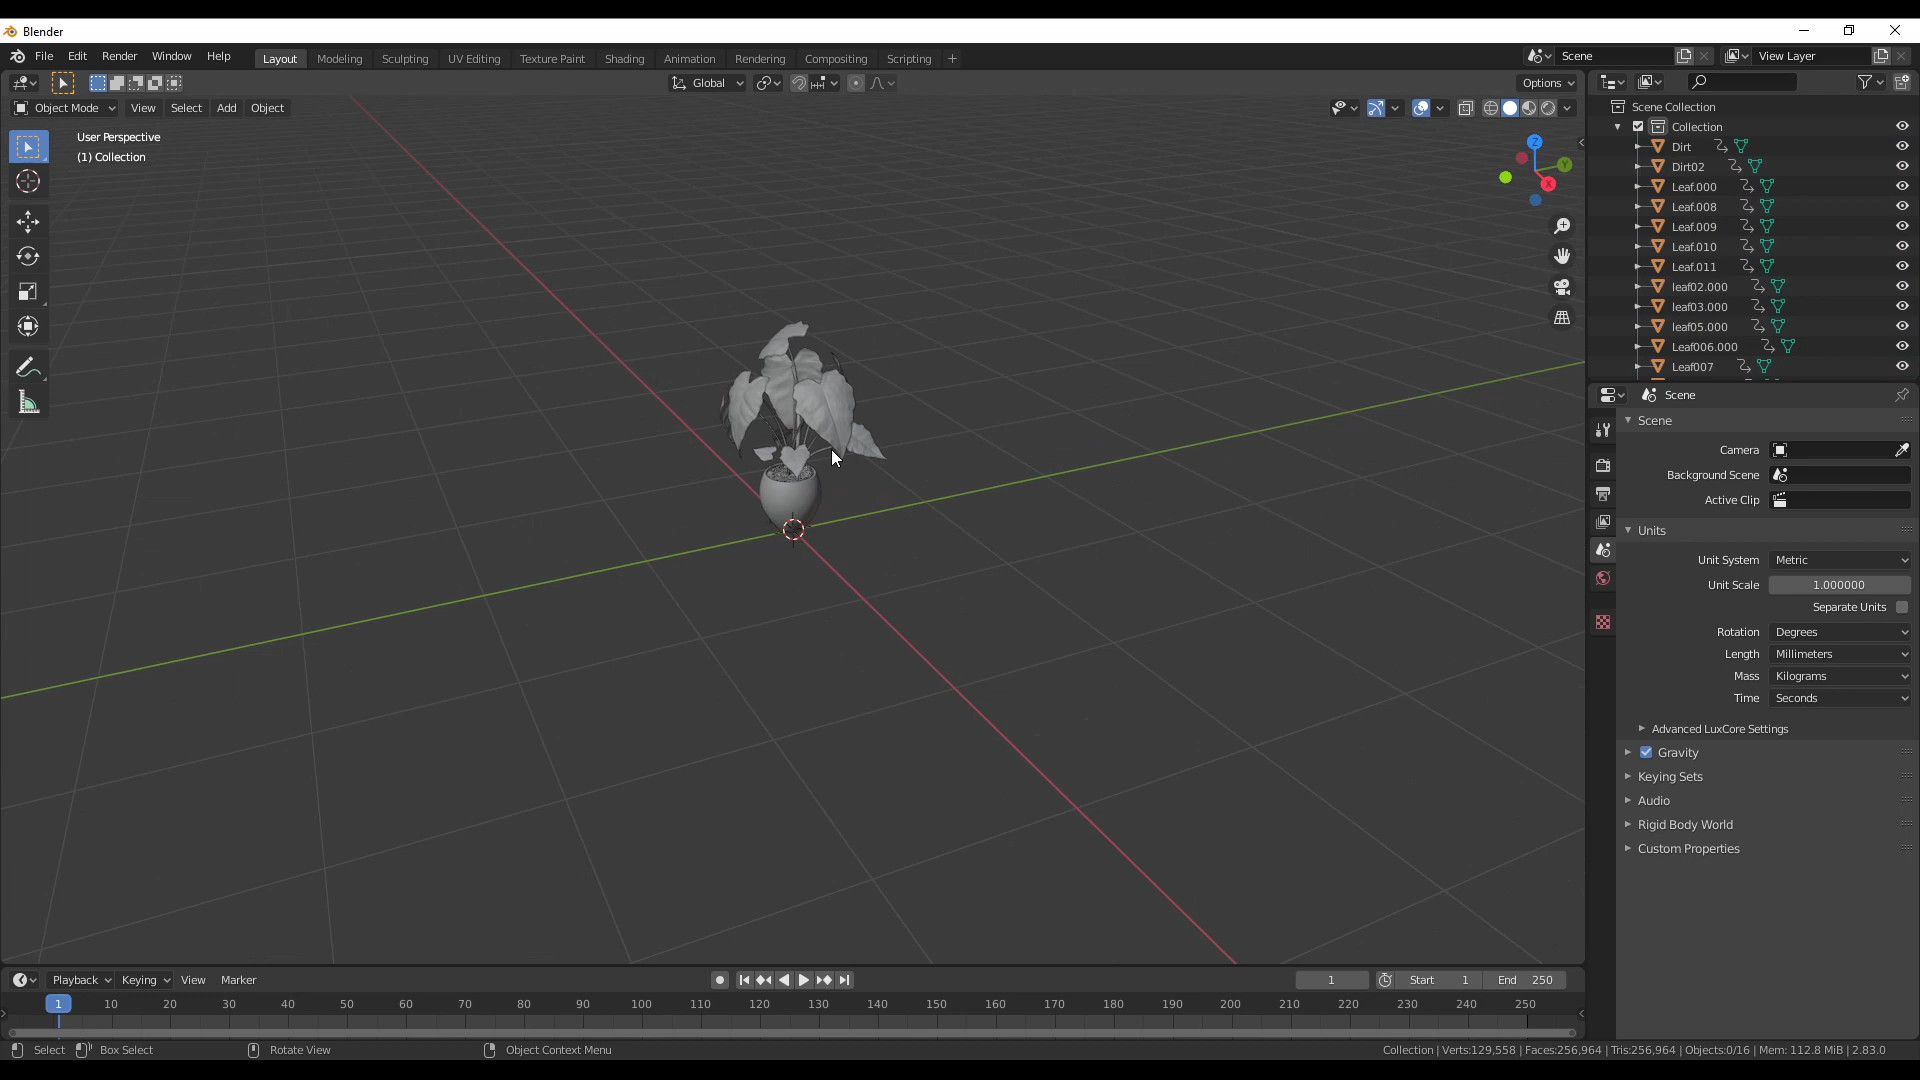 Blender
File Edit Render Window Help Layout Modeling Sculpting UV Editing Texture Paint Shading Animation Rendering Compositing Scripting + Scene View Layer
Global Options
Object Mode View Select Add Object
User Perspective
(1) Collection
Z
Y
X
Scene Collection
Collection
Dirt
Dirt02
Leaf.000
Leaf.008
Leaf.009
Leaf.010
Leaf.011
leaf02.000
leaf03.000
leaf05.000
Leaf006.000
Leaf007
Scene
Scene
Camera
Background Scene
Active Clip
Units
Unit System Metric
Unit Scale 1.000000
Separate Units
Rotation Degrees
Length Millimeters
Mass Kilograms
Time Seconds
Advanced LuxCore Settings
Gravity
Keying Sets
Audio
Rigid Body World
Custom Properties
Playback Keying View Marker 1 Start 1 End 250
1 10 20 30 40 50 60 70 80 90 100 110 120 130 140 150 160 170 180 190 200 210 220 230 240 250
Select Box Select Rotate View Object Context Menu Collection | Verts:129,558 | Faces:256,964 | Tris:256,964 | Objects:0/16 | Mem: 112.8 MiB | 2.83.0